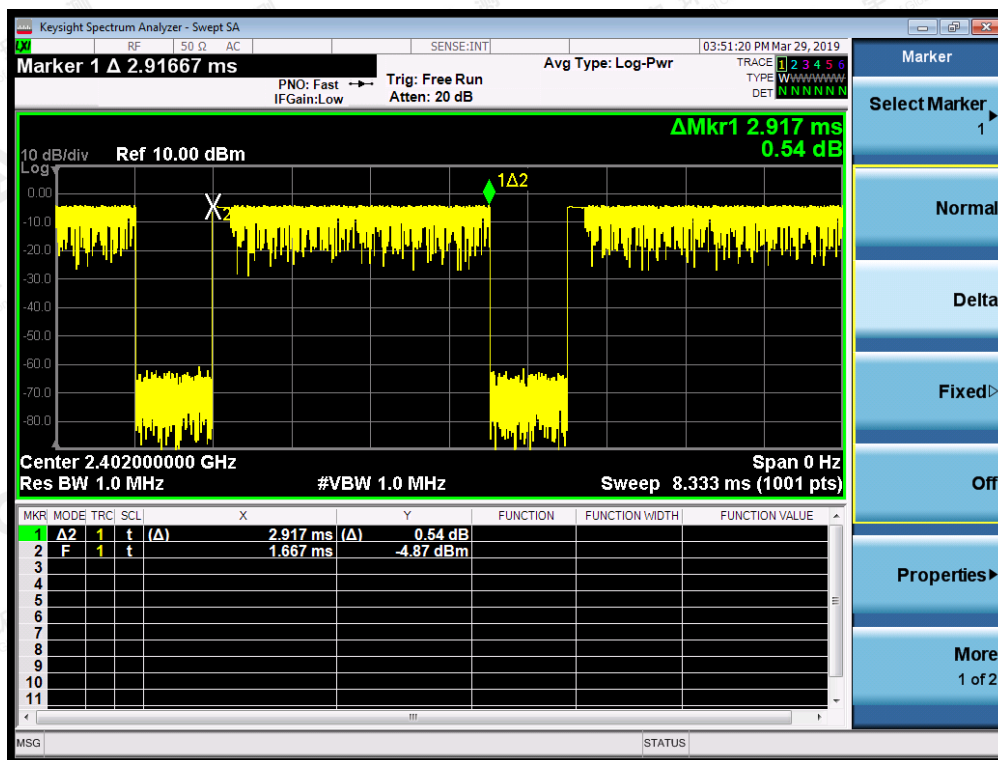 Keysight Spectrum Analyzer - Swept SA
LXI RF 50 Ω AC SENSE:INT 03:51:20 PM Mar 29, 2019
Marker 1 Δ 2.91667 ms
PNO: Fast
IFGain:Low
Trig: Free Run
Atten: 20 dB
Avg Type: Log-Pwr
TRACE 1 2 3 4 5 6
TYPE WWWWWW
DET N N N N N N
ΔMkr1 2.917 ms
0.54 dB
10 dB/div Ref 10.00 dBm
Log
0.00
-10.0
-20.0
-30.0
-40.0
-50.0
-60.0
-70.0
-80.0
X2
1Δ2
Center 2.402000000 GHz Span 0 Hz
Res BW 1.0 MHz #VBW 1.0 MHz Sweep 8.333 ms (1001 pts)
MKR MODE TRC SCL X Y FUNCTION FUNCTION WIDTH FUNCTION VALUE
1 Δ2 1 t (Δ) 2.917 ms (Δ) 0.54 dB
2 F 1 t 1.667 ms -4.87 dBm
3
4
5
6
7
8
9
10
11
MSG STATUS
Marker
Select Marker
1
Normal
Delta
Fixed
Off
Properties
More
1 of 2